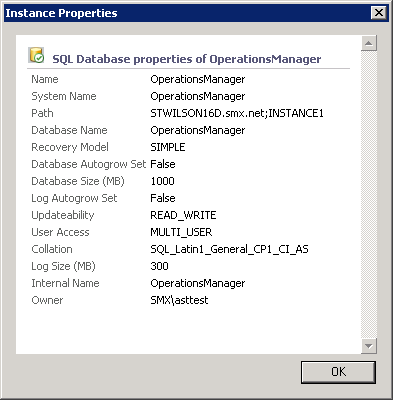 Instance Properties
SQL Database properties of OperationsManager
Name OperationsManager
System Name OperationsManager
Path STWILSON16D.smx.net;INSTANCE1
Database Name OperationsManager
Recovery Model SIMPLE
Database Autogrow Set False
Database Size (MB) 1000
Log Autogrow Set False
Updateability READ_WRITE
User Access MULTI_USER
Collation SQL_Latin1_General_CP1_CI_AS
Log Size (MB) 300
Internal Name OperationsManager
Owner SMX\asttest
OK